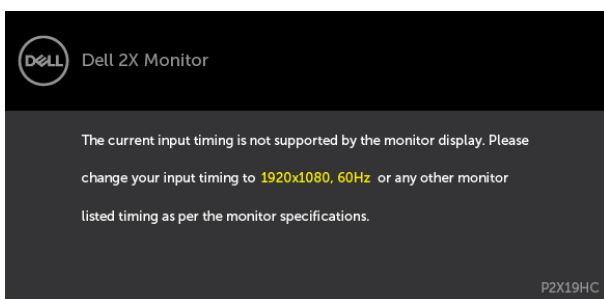 DELL
Dell 2X Monitor
The current input timing is not supported by the monitor display. Please
change your input timing to 1920x1080, 60Hz or any other monitor
listed timing as per the monitor specifications.
P2X19HC